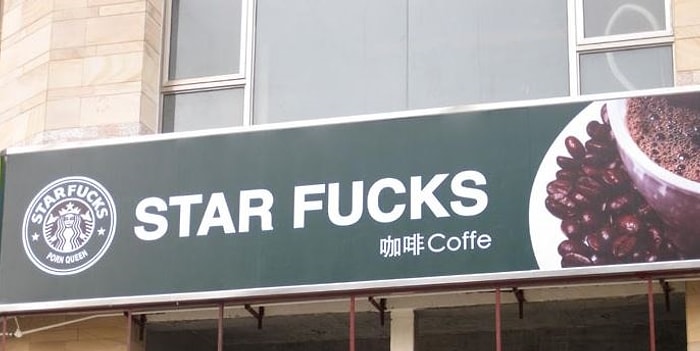 STARFUCKS
PORN QUEEN
STAR FUCKS
咖啡Coffe